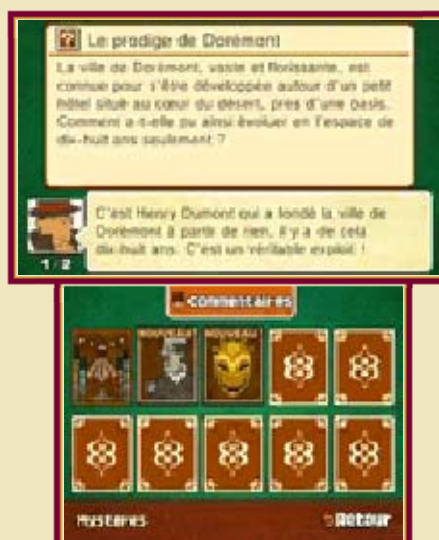 Le prodige de Dorémont
La ville de Dorémont, vaste et florissante, est
connue pour s'être développée autour d'un petit
hôtel situé au cœur du désert, près d'une oasis.
Comment a-t-elle pu ainsi évoluer en l'espace de
dix-huit ans seulement ?
C'est Henry Dumont qui a fondé la ville de
Dorémont à partir de rien, il y a de cela
dix-huit ans. C'est un véritable exploit !
1/2
Commentaires
NOUVEAU NOUVEAU
Mystères Retour